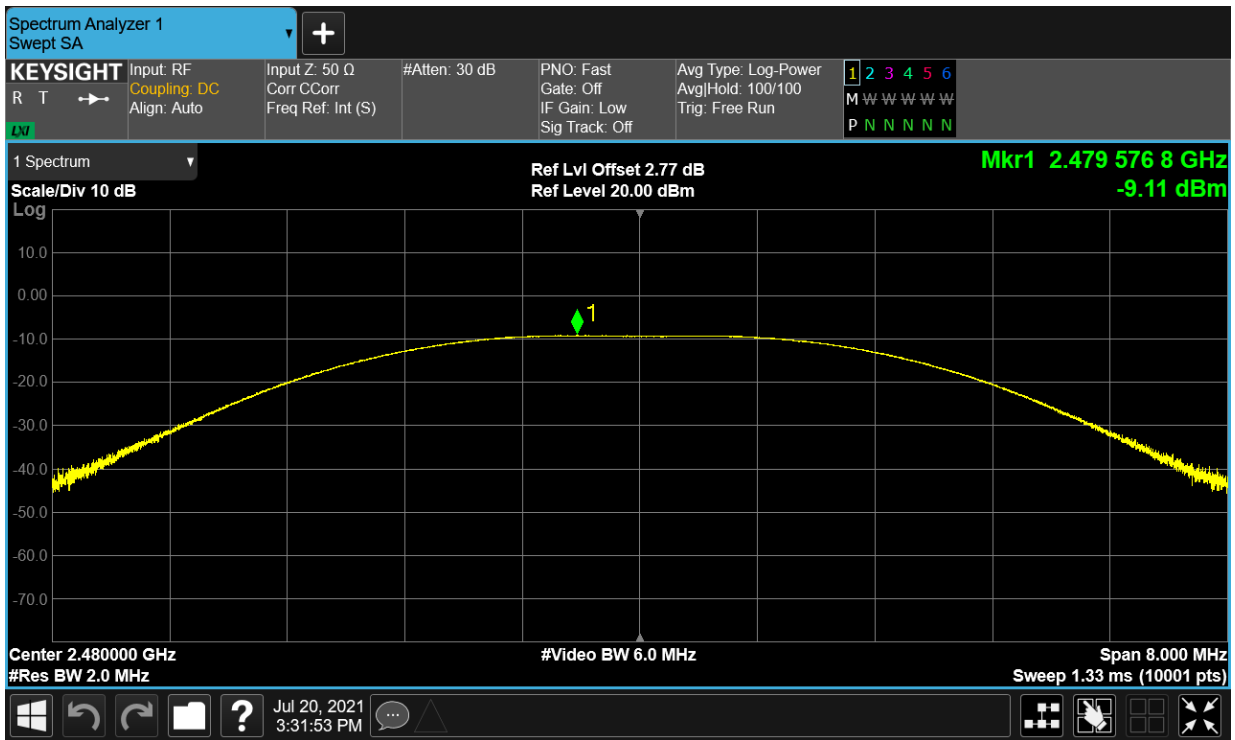 Spectrum Analyzer 1
Swept SA
+
KEYSIGHT
R T
LXI
Input: RF
Coupling: DC
Align: Auto
Input Z: 50 Ω
Corr CCorr
Freq Ref: Int (S)
#Atten: 30 dB
PNO: Fast
Gate: Off
IF Gain: Low
Sig Track: Off
Avg Type: Log-Power
Avg|Hold: 100/100
Trig: Free Run
1 2 3 4 5 6
M W W W W W
P N N N N N
1 Spectrum
Scale/Div 10 dB
Log
Ref Lvl Offset 2.77 dB
Ref Level 20.00 dBm
Mkr1 2.479 576 8 GHz
-9.11 dBm
10.0
0.00
1
-10.0
-20.0
-30.0
-40.0
-50.0
-60.0
-70.0
Center 2.480000 GHz
#Res BW 2.0 MHz
#Video BW 6.0 MHz
Span 8.000 MHz
Sweep 1.33 ms (10001 pts)
?
Jul 20, 2021
3:31:53 PM